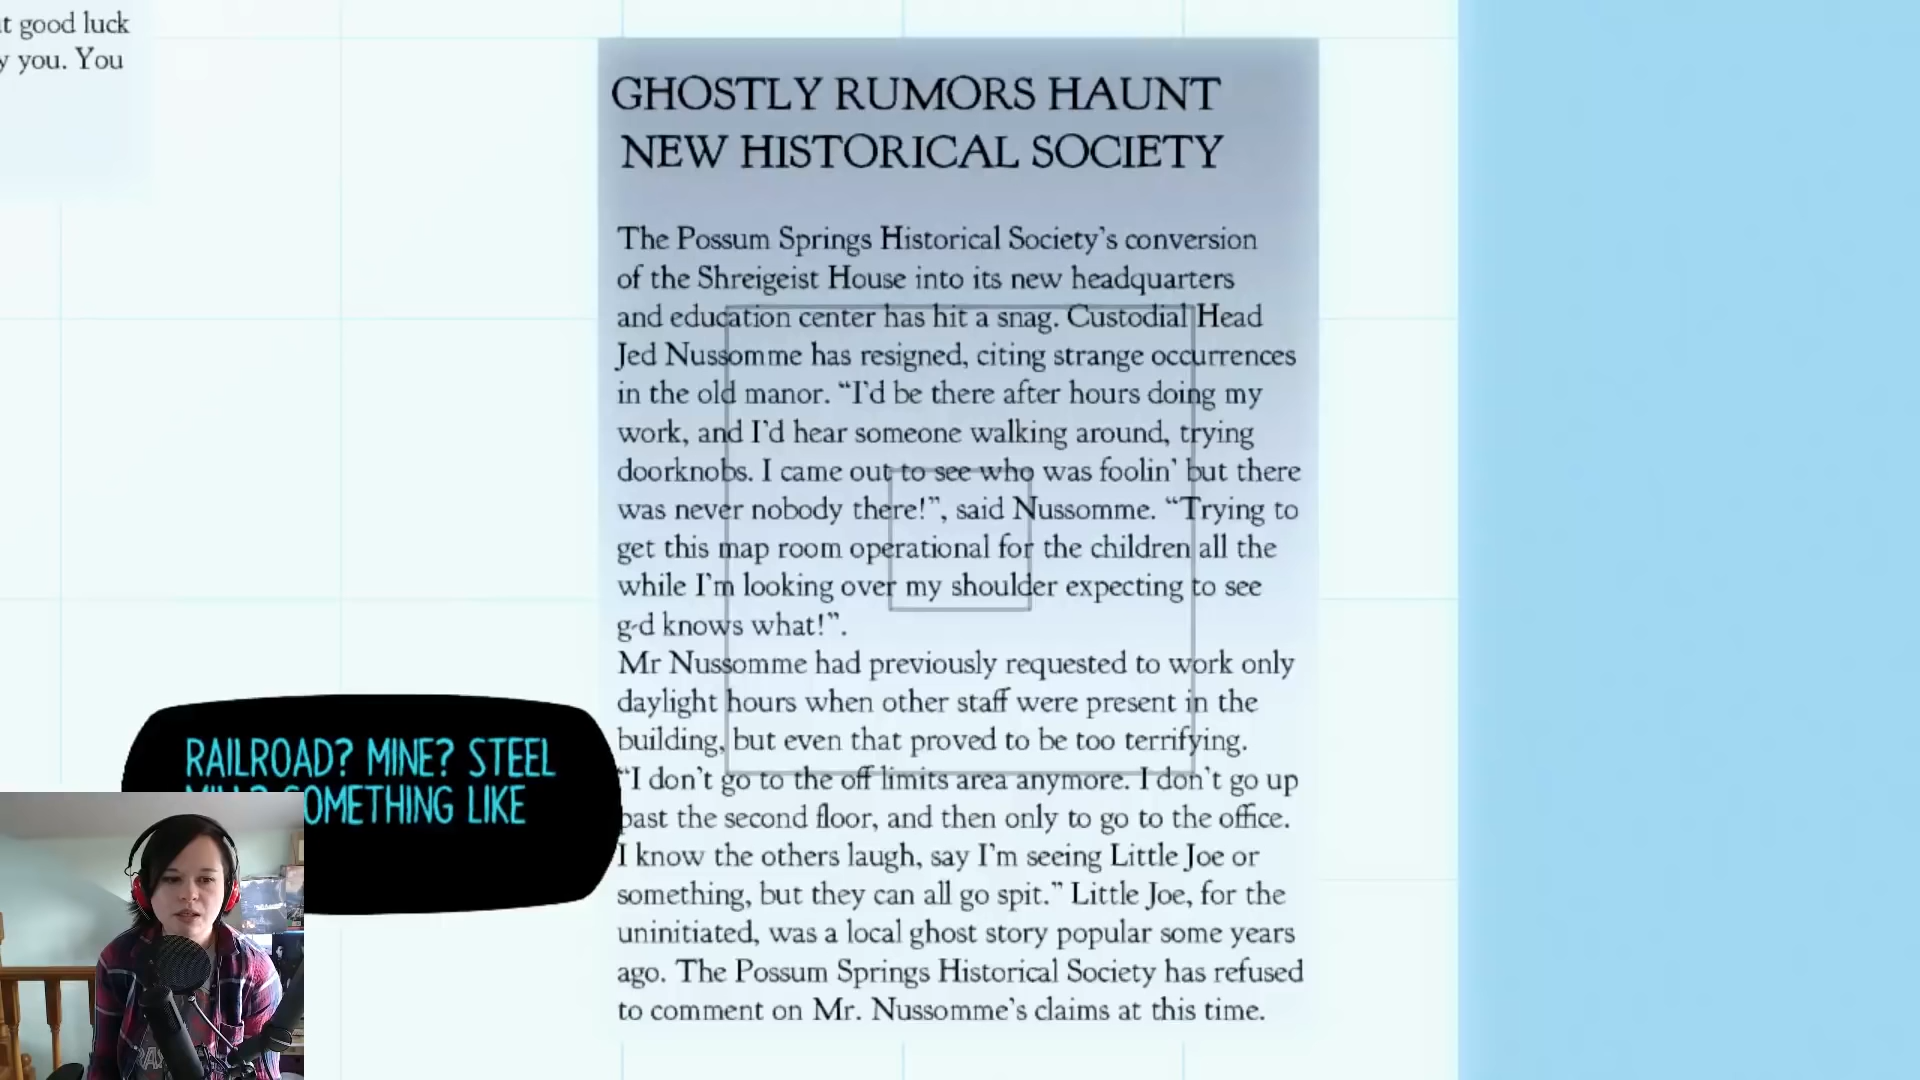 t good luck
y you. You
GHOSTLY RUMORS HAUNT
NEW HISTORICAL SOCIETY
The Possum Springs Historical Society's conversion
of the Shreigeist House into its new headquarters
and education center has hit a snag. Custodial Head
Jed Nussomme has resigned, citing strange occurrences
in the old manor. “I'd be there after hours doing my
work, and I'd hear someone walking around, trying
doorknobs. I came out to see who was foolin' but there
was never nobody there!”, said Nussomme. “Trying to
get this map room operational for the children all the
while I'm looking over my shoulder expecting to see
g-d knows what!”.
Mr Nussomme had previously requested to work only
daylight hours when other staff were present in the
building, but even that proved to be too terrifying.
“I don't go to the off limits area anymore. I don't go up
past the second floor, and then only to go to the office.
I know the others laugh, say I'm seeing Little Joe or
something, but they can all go spit.” Little Joe, for the
uninitiated, was a local ghost story popular some years
ago. The Possum Springs Historical Society has refused
to comment on Mr. Nussomme's claims at this time.
RAILROAD? MINE? STEEL
SOMETHING LIKE